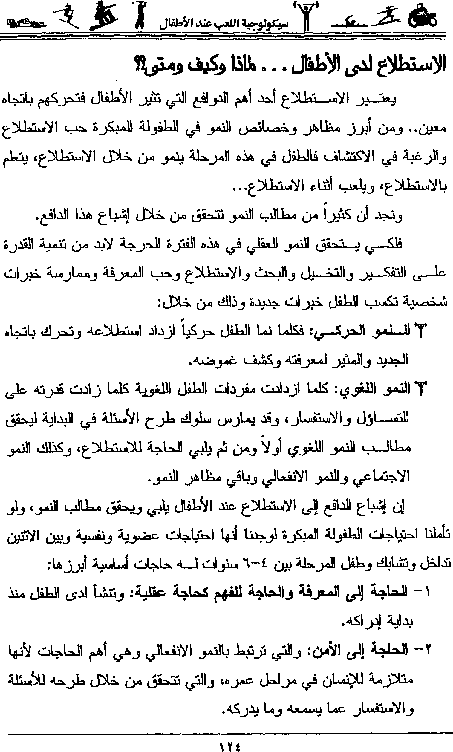 سيكولوجية اللعب عند الأطفال
الاستطلاع لدى الأطفال ... لماذا وكيف ومتى؟؟
يعتبر الاستطلاع أحد أهم الدوافع التي تثير الأطفال فتحركهم باتجاه
معين.. ومن أبرز مظاهر وخصائص النمو في الطفولة المبكرة حب الاستطلاع
والرغبة في الاكتشاف فالطفل في هذه المرحلة ينمو من خلال الاستطلاع، يتعلم
بالاستطلاع، ويلعب أثناء الاستطلاع...
ونجد أن كثيراً من مطالب النمو تتحقق من خلال إشباع هذا الدافع.
فلكي يتحقق النمو العقلي في هذه الفترة الحرجة لابد من تنمية القدرة
على التفكير والتخيل والبحث والاستطلاع وحب المعرفة وممارسة خبرات
شخصية تكسب الطفل خبرات جديدة وذلك من خلال:
النمو الحركي: فكلما نما الطفل حركياً ازداد استطلاعه وتحرك باتجاه
الجديد والمثير لمعرفته وكشف غموضه.
النمو اللغوي: كلما ازدادت مفردات الطفل اللغوية كلما زادت قدرته على
التساؤل والاستفسار، وقد يمارس سلوك طرح الأسئلة في البداية ليحقق
مطالب النمو اللغوي أولاً ومن ثم يلبي الحاجة للاستطلاع، وكذلك النمو
الاجتماعي والنمو الانفعالي وباقي مظاهر النمو.
إن إشباع الدافع إلى الاستطلاع عند الأطفال يلبي ويحقق مطالب النمو، ولو
تأملنا احتياجات الطفولة المبكرة لوجدنا أنها احتياجات عضوية ونفسية وبين الاثنين
تداخل وتشابك وطفل المرحلة بين ٤-٦ سنوات له حاجات أساسية أبرزها:
١- الحاجة إلى المعرفة والحاجة للفهم كحاجة عقلية: وتنشأ لدى الطفل منذ
بداية إدراكه.
٢- الحاجة إلى الأمن: والتي ترتبط بالنمو الانفعالي وهي أهم الحاجات لأنها
متلازمة للإنسان في مراحل عمره، والتي تتحقق من خلال طرحه للأسئلة
والاستفسار عما يسمعه وما يدركه.
١٢٤